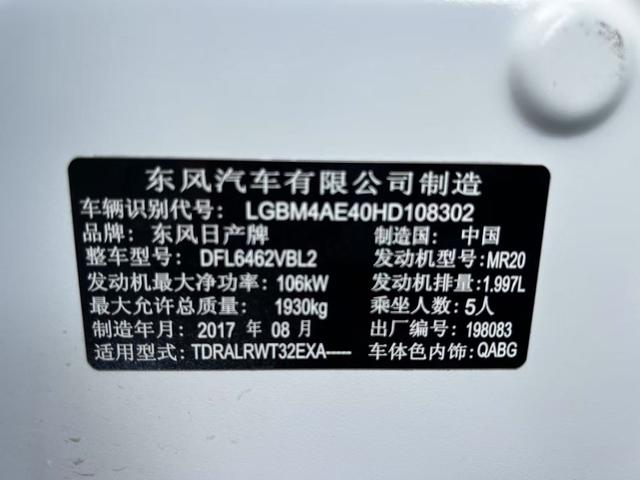 东风汽车有限公司制造
车辆识别代号: LGBM4AE40HD108302
品牌: 东风日产牌 制造国: 中国
整车型号: DFL6462VBL2 发动机型号:MR20
发动机最大净功率: 106kW 发动机排量:1.997L
最大允许总质量: 1930kg 乘坐人数:5人
制造年月: 2017 年 08 月 出厂编号: 198083
适用型式: TDRALRWT32EXA----- 车体色内饰:QABG